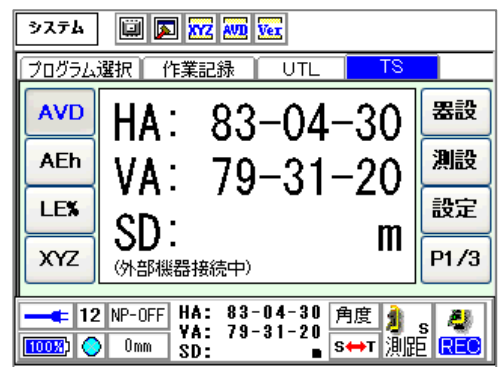 システム XYZ AVD Ver
プログラム選択 作業記録 UTL TS
AVD HA: 83-04-30 器設
AEh VA: 79-31-20 測設
LE% SD: m 設定
XYZ (外部機器接続中) P1/3
12 NP-OFF HA: 83-04-30 角度 S
VA: 79-31-20
100% 0mm SD: m S↔T 測距 REC